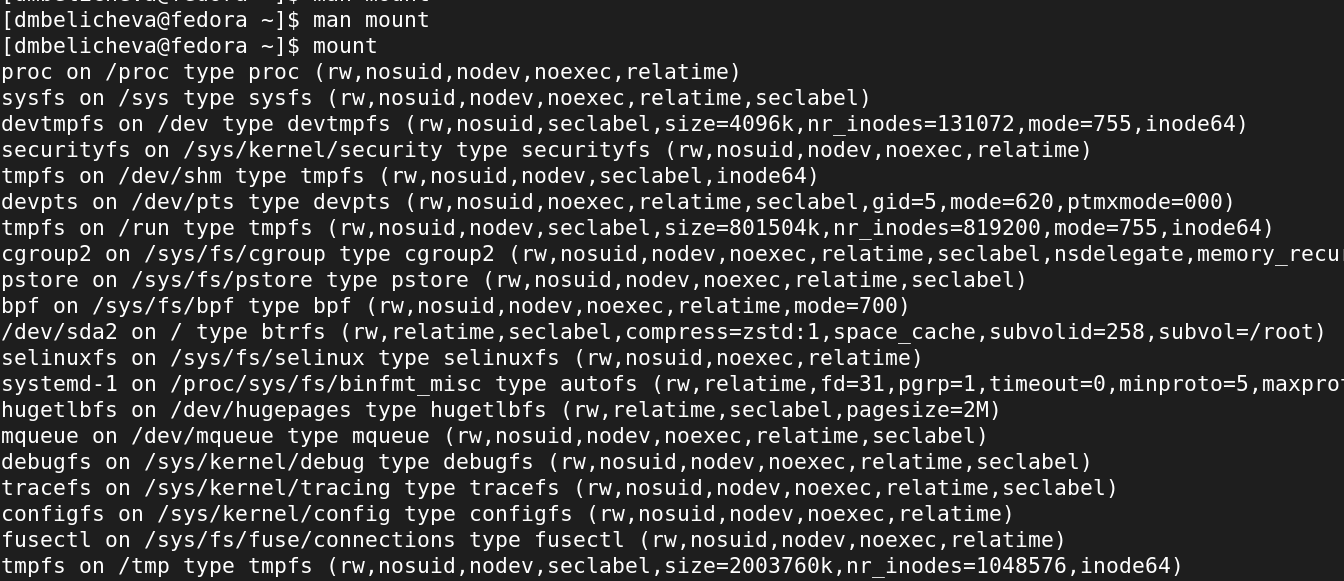 [dmbelicheva@fedora ~]$ man mount
[dmbelicheva@fedora ~]$ mount
proc on /proc type proc (rw,nosuid,nodev,noexec,relatime)
sysfs on /sys type sysfs (rw,nosuid,nodev,noexec,relatime,seclabel)
devtmpfs on /dev type devtmpfs (rw,nosuid,seclabel,size=4096k,nr_inodes=131072,mode=755,inode64)
securityfs on /sys/kernel/security type securityfs (rw,nosuid,nodev,noexec,relatime)
tmpfs on /dev/shm type tmpfs (rw,nosuid,nodev,seclabel,inode64)
devpts on /dev/pts type devpts (rw,nosuid,noexec,relatime,seclabel,gid=5,mode=620,ptmxmode=000)
tmpfs on /run type tmpfs (rw,nosuid,nodev,seclabel,size=801504k,nr_inodes=819200,mode=755,inode64)
cgroup2 on /sys/fs/cgroup type cgroup2 (rw,nosuid,nodev,noexec,relatime,seclabel,nsdelegate,memory_recu
pstore on /sys/fs/pstore type pstore (rw,nosuid,nodev,noexec,relatime,seclabel)
bpf on /sys/fs/bpf type bpf (rw,nosuid,nodev,noexec,relatime,mode=700)
/dev/sda2 on / type btrfs (rw,relatime,seclabel,compress=zstd:1,space_cache,subvolid=258,subvol=/root)
selinuxfs on /sys/fs/selinux type selinuxfs (rw,nosuid,noexec,relatime)
systemd-1 on /proc/sys/fs/binfmt_misc type autofs (rw,relatime,fd=31,pgrp=1,timeout=0,minproto=5,maxpro
hugetlbfs on /dev/hugepages type hugetlbfs (rw,relatime,seclabel,pagesize=2M)
mqueue on /dev/mqueue type mqueue (rw,nosuid,nodev,noexec,relatime,seclabel)
debugfs on /sys/kernel/debug type debugfs (rw,nosuid,nodev,noexec,relatime,seclabel)
tracefs on /sys/kernel/tracing type tracefs (rw,nosuid,nodev,noexec,relatime,seclabel)
configfs on /sys/kernel/config type configfs (rw,nosuid,nodev,noexec,relatime)
fusectl on /sys/fs/fuse/connections type fusectl (rw,nosuid,nodev,noexec,relatime)
tmpfs on /tmp type tmpfs (rw,nosuid,nodev,seclabel,size=2003760k,nr_inodes=1048576,inode64)